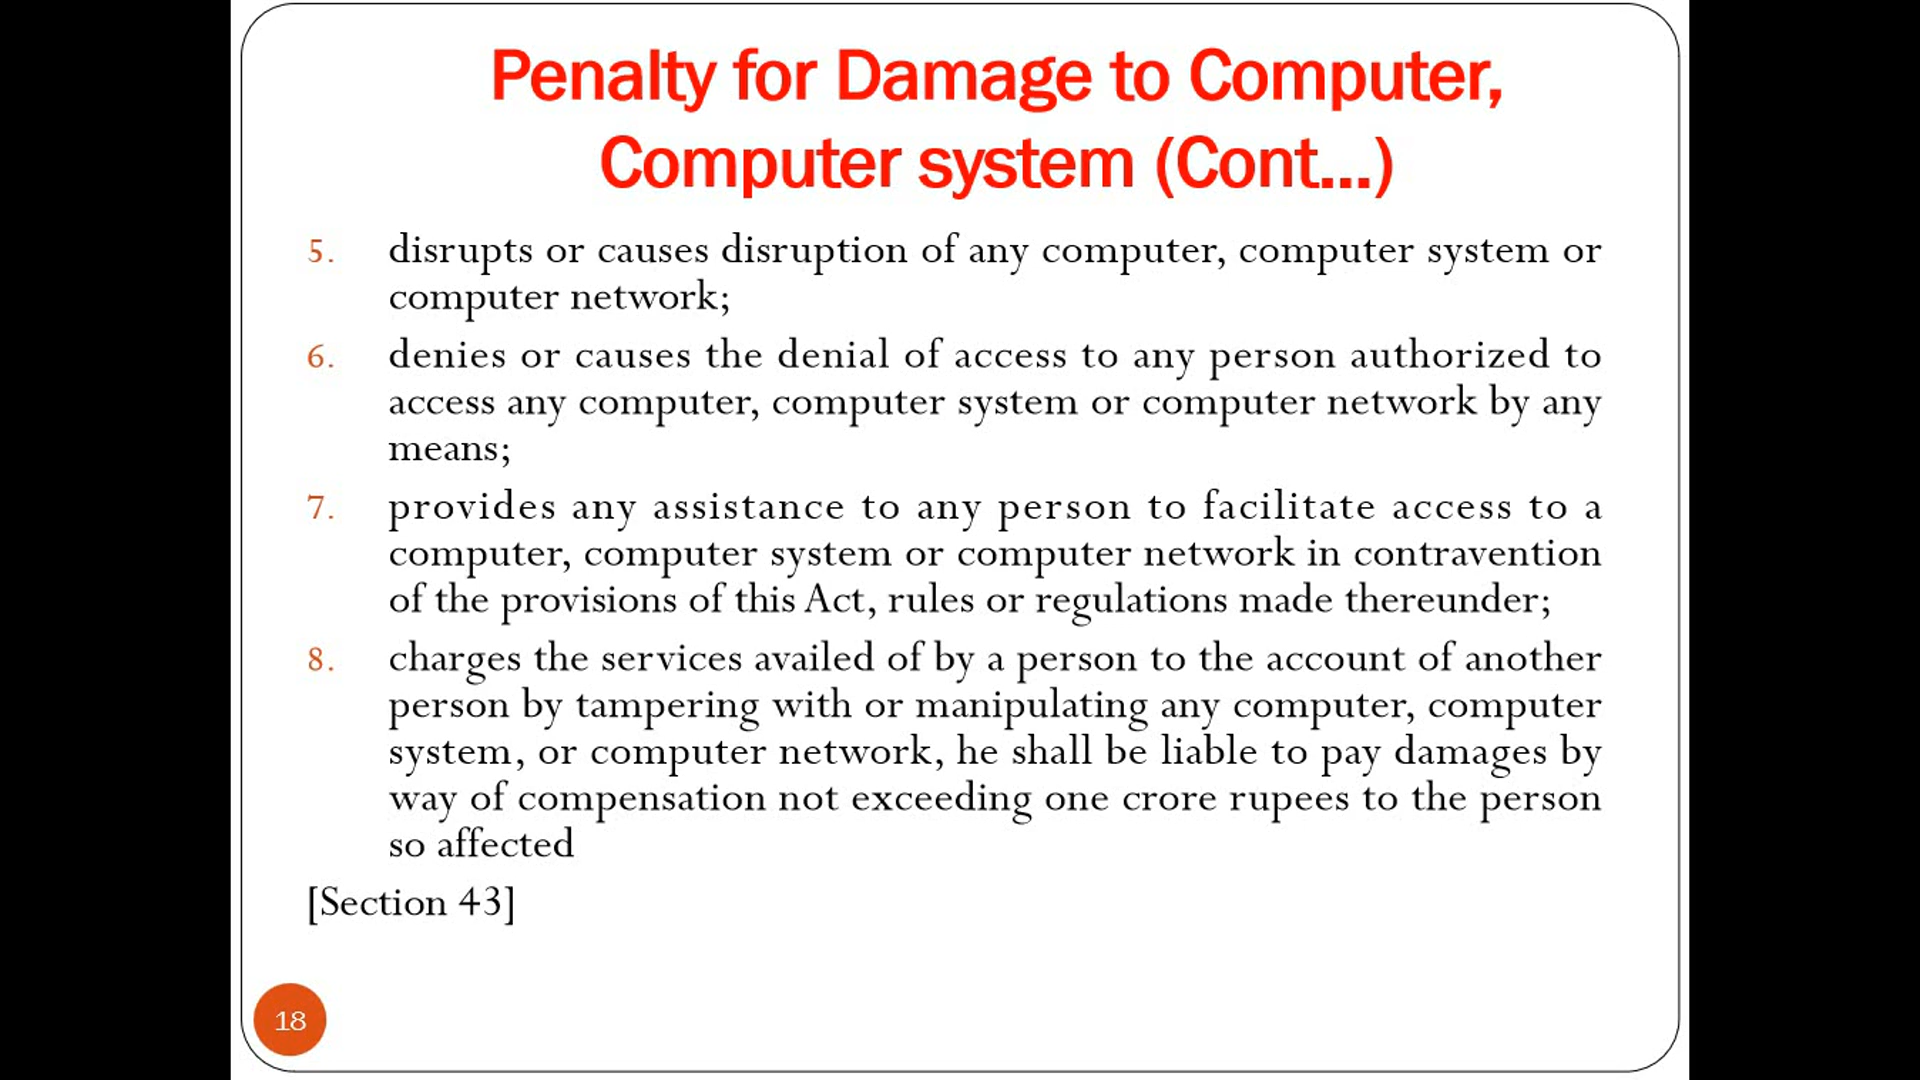 Penalty for Damage to Computer,
Computer system (Cont...)
5. disrupts or causes disruption of any computer, computer system or
computer network;
6. denies or causes the denial of access to any person authorized to
access any computer, computer system or computer network by any
means;
7. provides any assistance to any person to facilitate access to a
computer, computer system or computer network in contravention
of the provisions of this Act, rules or regulations made thereunder;
8. charges the services availed of by a person to the account of another
person by tampering with or manipulating any computer, computer
system, or computer network, he shall be liable to pay damages by
way of compensation not exceeding one crore rupees to the person
so affected
[Section 43]
18